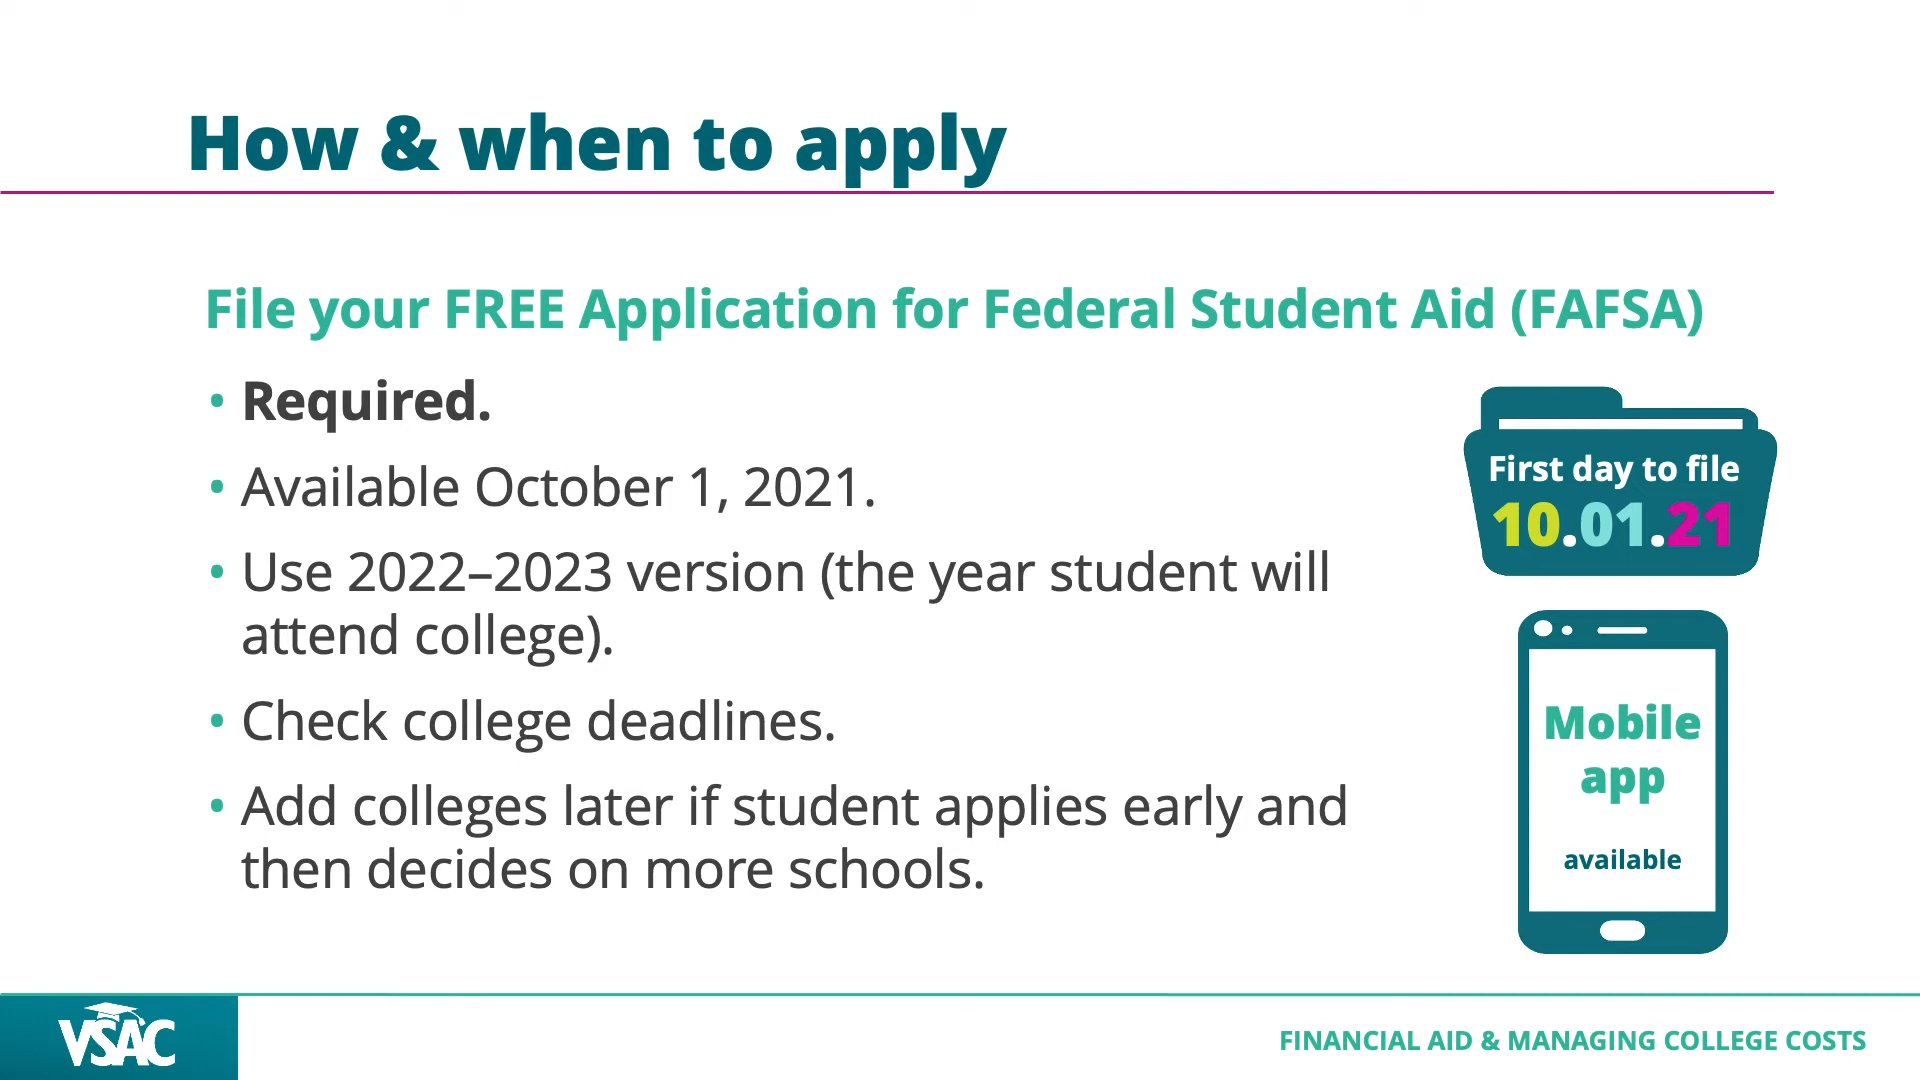 How & when to apply
File your FREE Application for Federal Student Aid (FAFSA)
• Required.
• Available October 1, 2021.
• Use 2022–2023 version (the year student will
attend college).
• Check college deadlines.
• Add colleges later if student applies early and
then decides on more schools.
First day to file
10.01.21
Mobile
app
available
VSAC
FINANCIAL AID & MANAGING COLLEGE COSTS